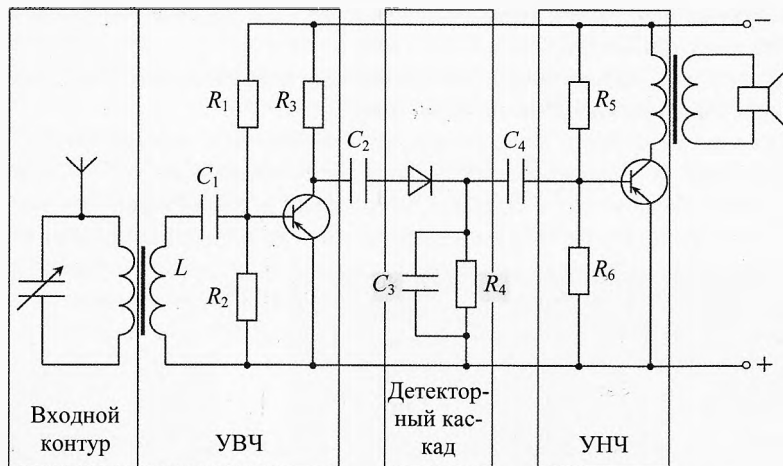 −
R₁
R₃
R₅
C₂
C₄
C₁
L
R₂
C₃
R₄
R₆
+
Входной
контур
УВЧ
Детектор-
ный кас-
кад
УНЧ